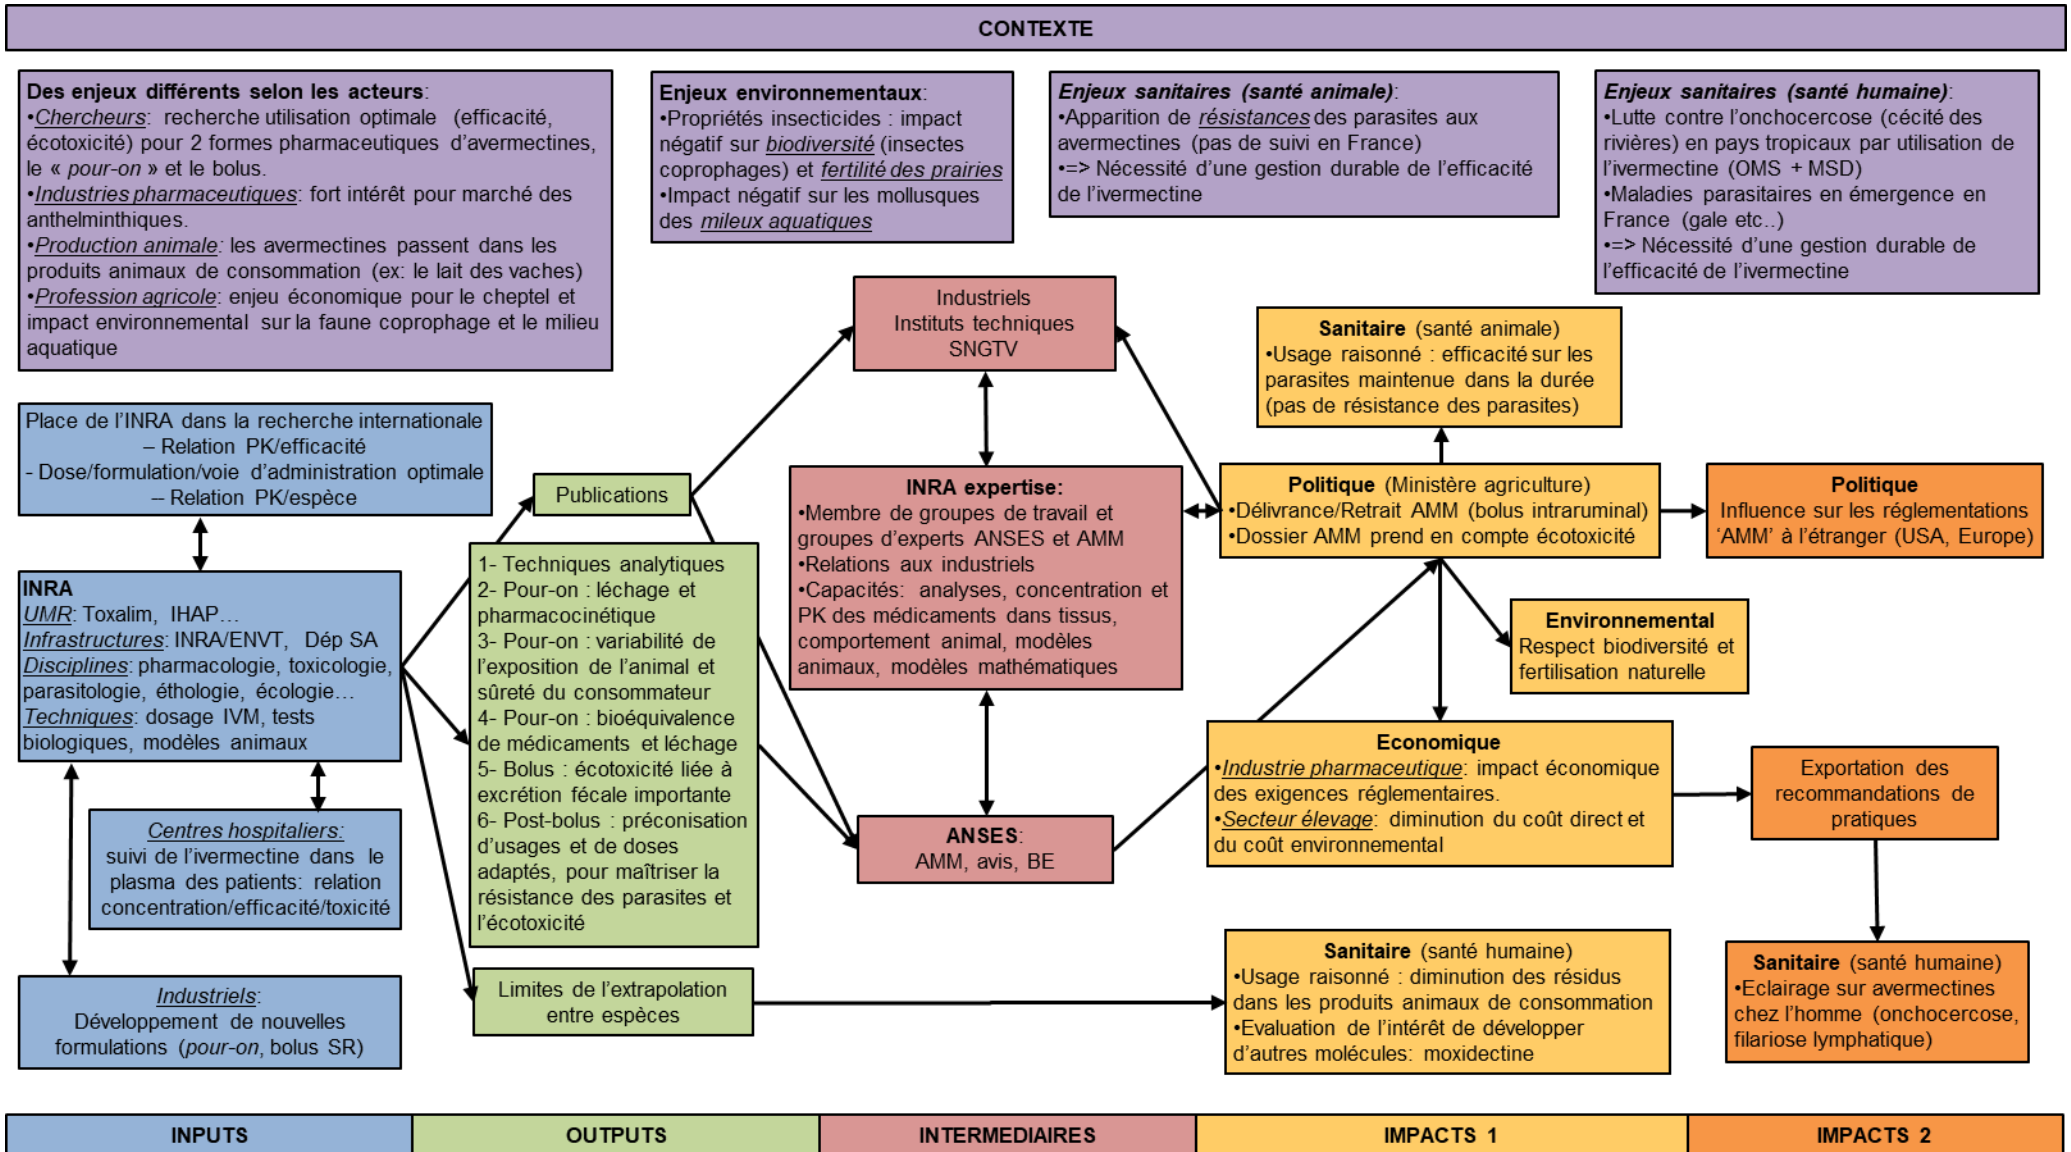 CONTEXTE
Des enjeux différents selon les acteurs:
•Chercheurs: recherche utilisation optimale (efficacité,
écotoxicité) pour 2 formes pharmaceutiques d'avermectines,
le « pour-on » et le bolus.
•Industries pharmaceutiques: fort intérêt pour marché des
anthelminthiques.
•Production animale: les avermectines passent dans les
produits animaux de consommation (ex: le lait des vaches)
•Profession agricole: enjeu économique pour le cheptel et
impact environnemental sur la faune coprophage et le milieu
aquatique
Enjeux environnementaux:
•Propriétés insecticides : impact
négatif sur biodiversité (insectes
coprophages) et fertilité des prairies
•Impact négatif sur les mollusques
des mileux aquatiques
Enjeux sanitaires (santé animale):
•Apparition de résistances des parasites aux
avermectines (pas de suivi en France)
•=> Nécessité d'une gestion durable de l'efficacité
de l'ivermectine
Enjeux sanitaires (santé humaine):
•Lutte contre l'onchocercose (cécité des
rivières) en pays tropicaux par utilisation de
l'ivermectine (OMS + MSD)
•Maladies parasitaires en émergence en
France (gale etc..)
•=> Nécessité d'une gestion durable de
l'efficacité de l'ivermectine
Place de l'INRA dans la recherche internationale
– Relation PK/efficacité
- Dose/formulation/voie d'administration optimale
– Relation PK/espèce
INRA
UMR: Toxalim, IHAP…
Infrastructures: INRA/ENVT, Dép SA
Disciplines: pharmacologie, toxicologie,
parasitologie, éthologie, écologie…
Techniques: dosage IVM, tests
biologiques, modèles animaux
Centres hospitaliers:
suivi de l'ivermectine dans le
plasma des patients: relation
concentration/efficacité/toxicité
Industriels:
Développement de nouvelles
formulations (pour-on, bolus SR)
Publications
1- Techniques analytiques
2- Pour-on : léchage et
pharmacocinétique
3- Pour-on : variabilité de
l'exposition de l'animal et
sûreté du consommateur
4- Pour-on : bioéquivalence
de médicaments et léchage
5- Bolus : écotoxicité liée à
excrétion fécale importante
6- Post-bolus : préconisation
d'usages et de doses
adaptés, pour maîtriser la
résistance des parasites et
l'écotoxicité
Limites de l'extrapolation
entre espèces
Industriels
Instituts techniques
SNGTV
INRA expertise:
•Membre de groupes de travail et
groupes d'experts ANSES et AMM
•Relations aux industriels
•Capacités: analyses, concentration et
PK des médicaments dans tissus,
comportement animal, modèles
animaux, modèles mathématiques
ANSES:
AMM, avis, BE
Sanitaire (santé animale)
•Usage raisonné : efficacité sur les
parasites maintenue dans la durée
(pas de résistance des parasites)
Politique (Ministère agriculture)
•Délivrance/Retrait AMM (bolus intraruminal)
•Dossier AMM prend en compte écotoxicité
Environnemental
Respect biodiversité et
fertilisation naturelle
Economique
•Industrie pharmaceutique: impact économique
des exigences réglementaires.
•Secteur élevage: diminution du coût direct et
du coût environnemental
Sanitaire (santé humaine)
•Usage raisonné : diminution des résidus
dans les produits animaux de consommation
•Evaluation de l'intérêt de développer
d'autres molécules: moxidectine
Politique
Influence sur les réglementations
'AMM' à l'étranger (USA, Europe)
Exportation des
recommandations de
pratiques
Sanitaire (santé humaine)
•Eclairage sur avermectines
chez l'homme (onchocercose,
filariose lymphatique)
INPUTS
OUTPUTS
INTERMEDIAIRES
IMPACTS 1
IMPACTS 2